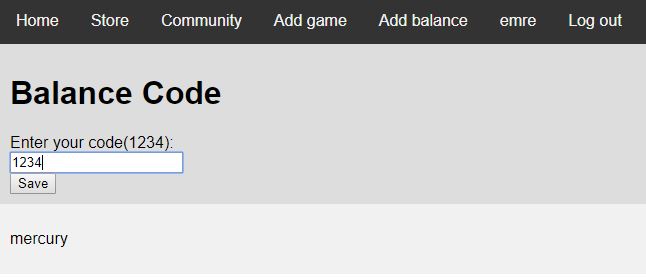 Home Store Community Add game Add balance emre Log out
Balance Code
Enter your code(1234):
1234
Save
mercury